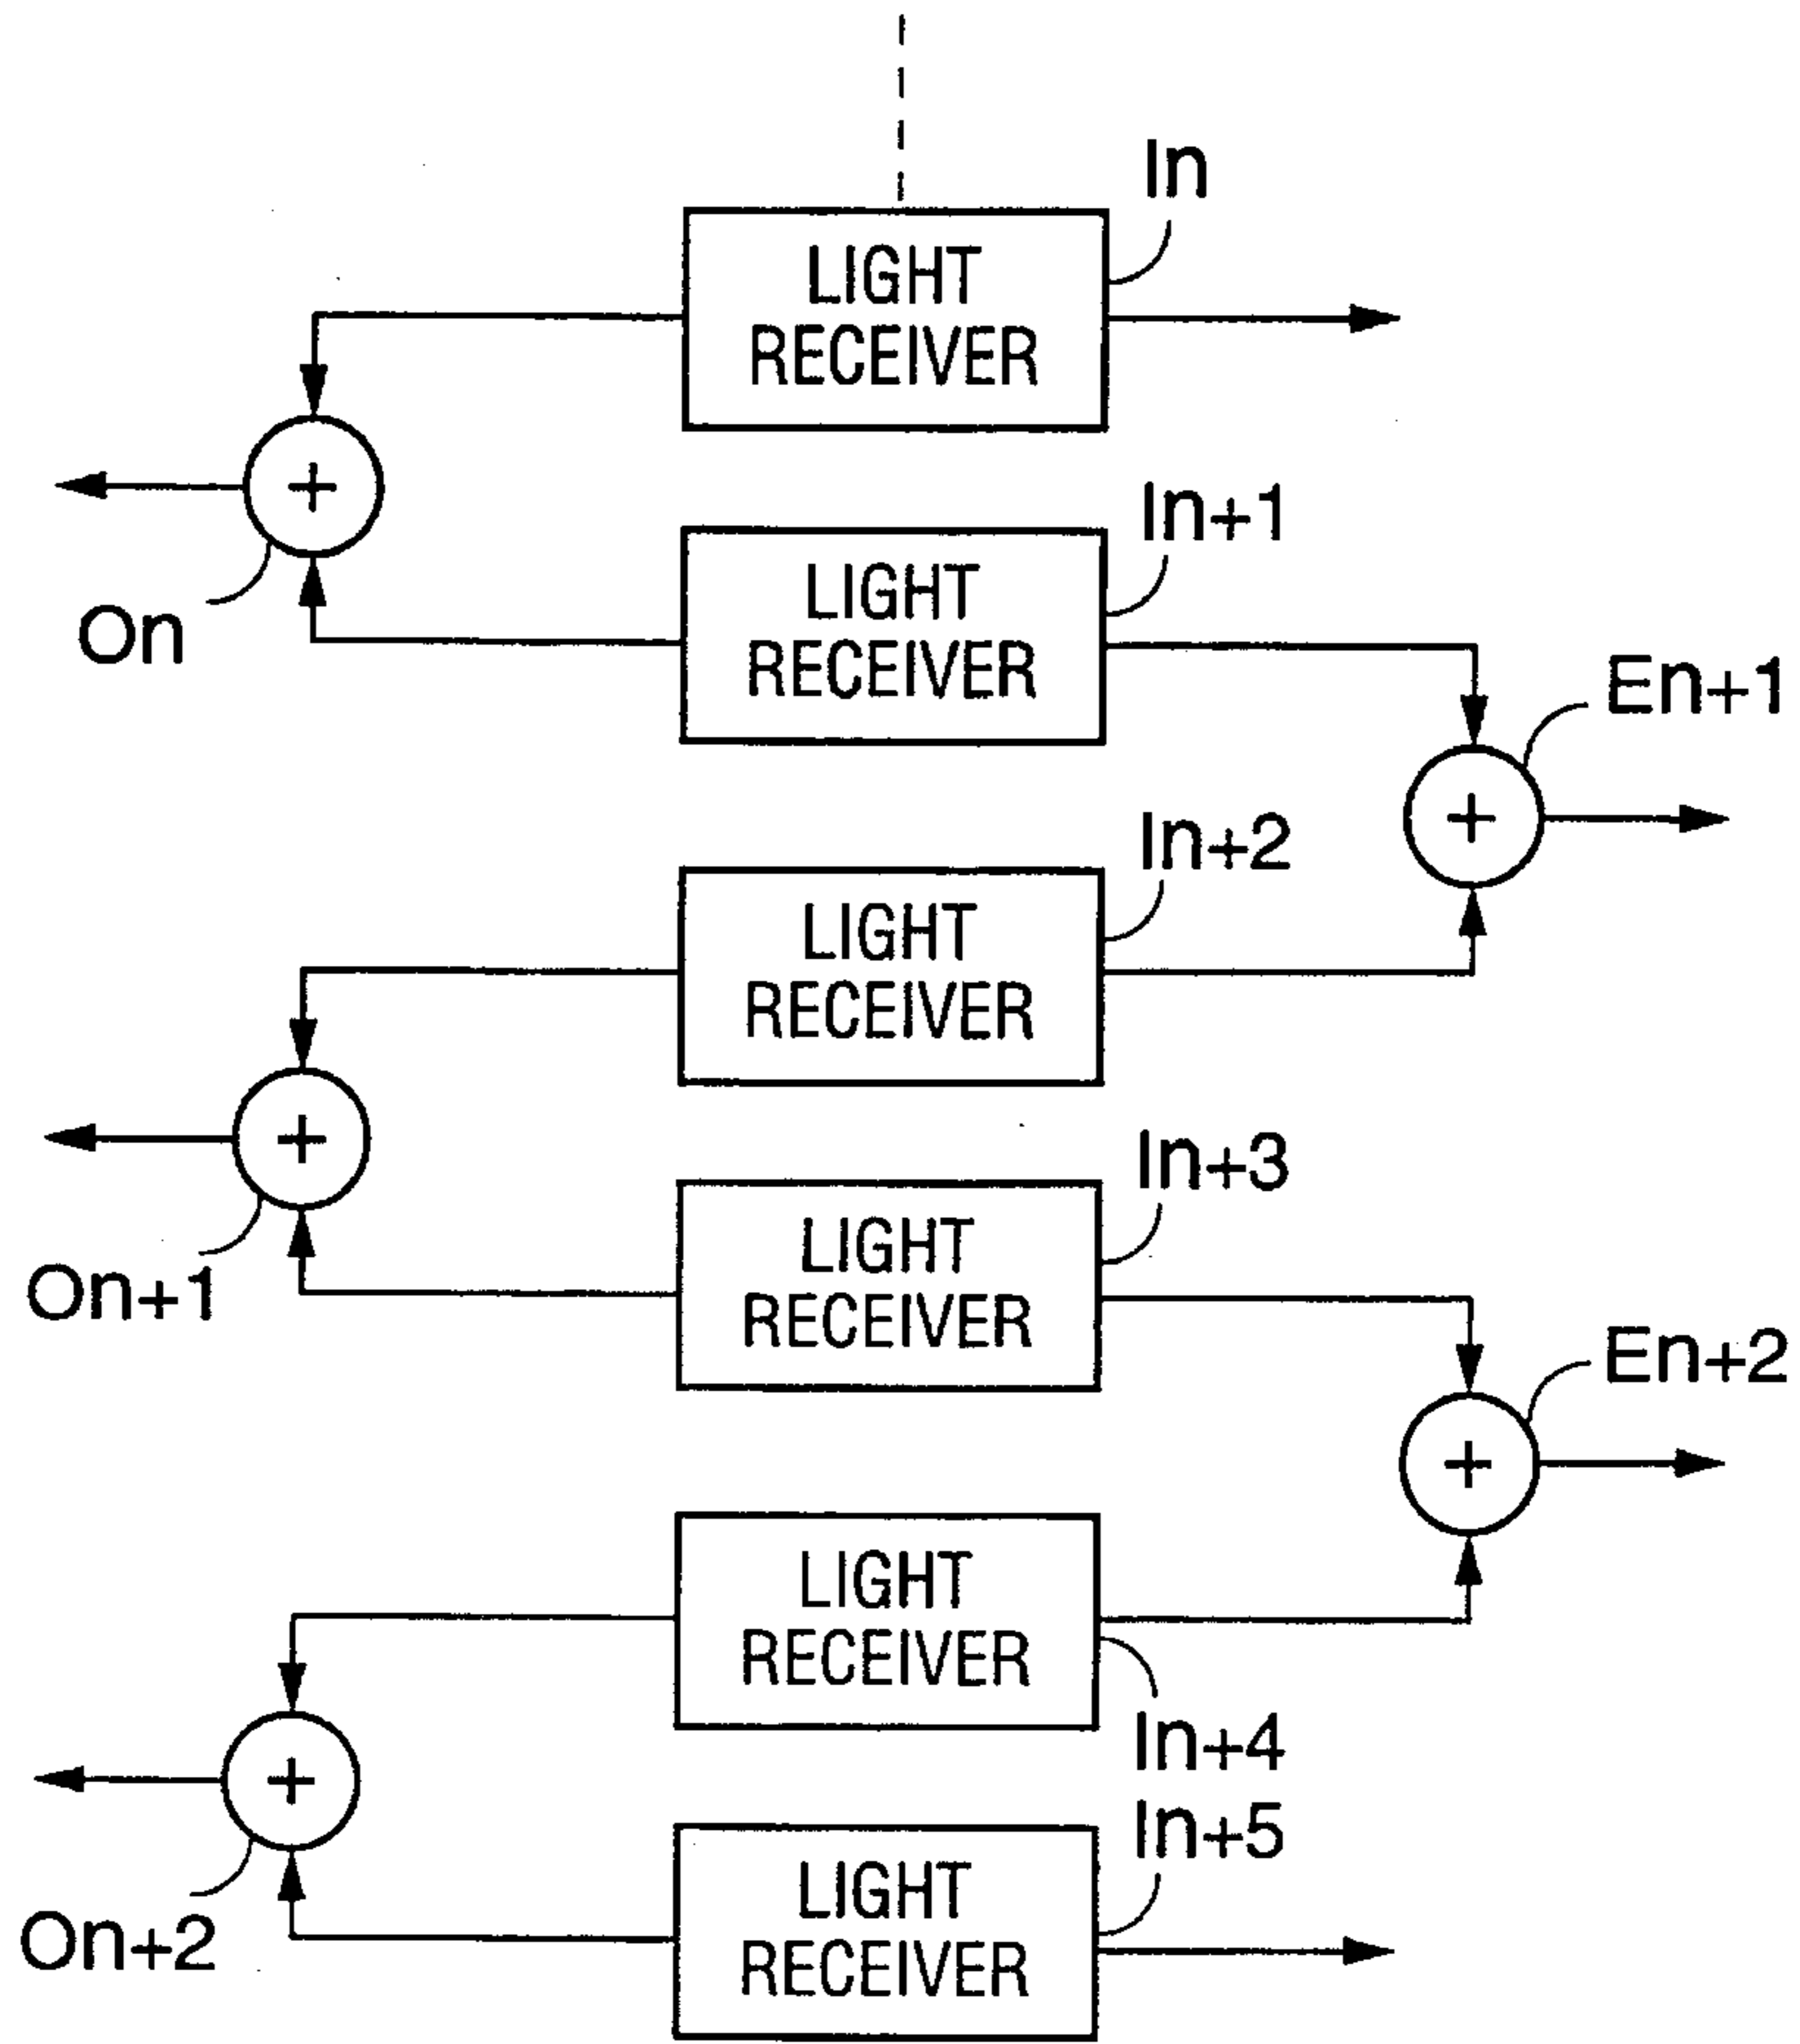 In
LIGHT
RECEIVER
+
In+1
On
LIGHT
RECEIVER
En+1
+
In+2
LIGHT
RECEIVER
+
In+3
On+1
LIGHT
RECEIVER
En+2
+
LIGHT
RECEIVER
In+4
+
In+5
On+2
LIGHT
RECEIVER